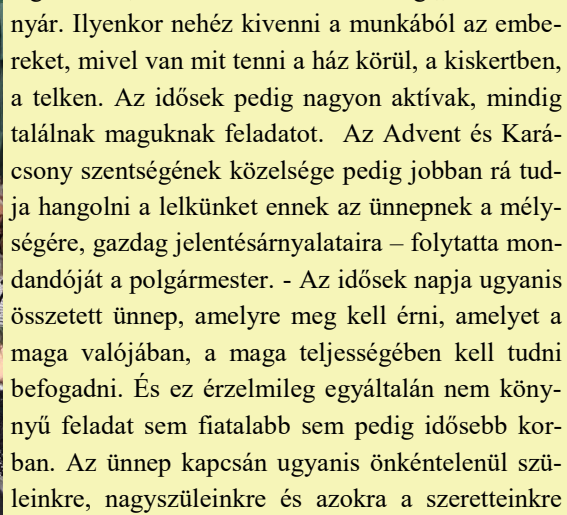 nyár. Ilyenkor nehéz kivenni a munkából az embe-
reket, mivel van mit tenni a ház körül, a kiskertben,
a telken. Az idősek pedig nagyon aktívak, mindig
találnak maguknak feladatot. Az Advent és Kará-
csony szentségének közelsége pedig jobban rá tud-
ja hangolni a lelkünket ennek az ünnepnek a mély-
ségére, gazdag jelentésárnyalataira – folytatta mon-
dandóját a polgármester. - Az idősek napja ugyanis
összetett ünnep, amelyre meg kell érni, amelyet a
maga valójában, a maga teljességében kell tudni
befogadni. És ez érzelmileg egyáltalán nem köny-
nyű feladat sem fiatalabb sem pedig idősebb kor-
ban. Az ünnep kapcsán ugyanis önkéntelenül szü-
leinkre, nagyszüleinkre és azokra a szeretteinkre